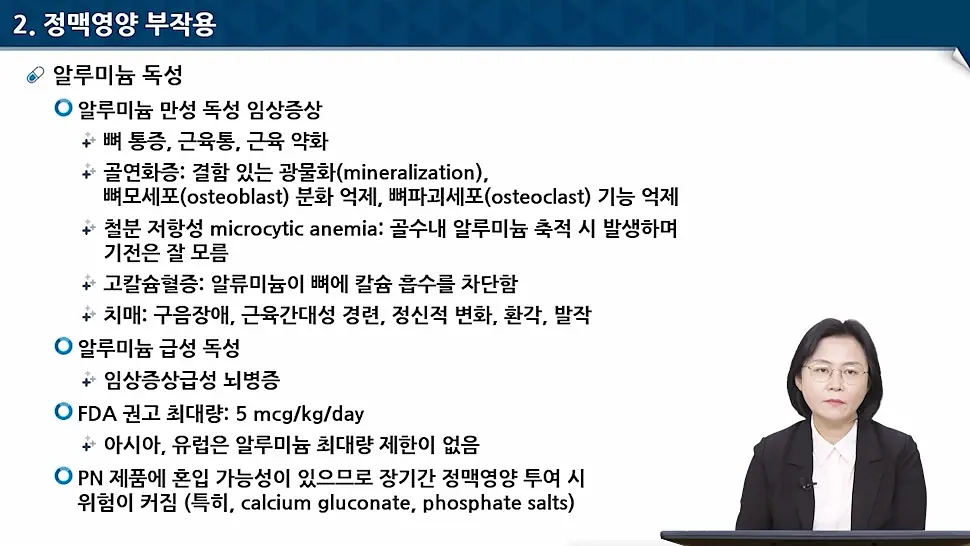 2. 정맥영양 부작용
알루미늄 독성
알루미늄 만성 독성 임상증상
뼈 통증, 근육통, 근육 약화
골연화증: 결함 있는 광물화(mineralization),
뼈모세포(osteoblast) 분화 억제, 뼈파괴세포(osteoclast) 기능 억제
철분 저항성 microcytic anemia: 골수내 알루미늄 축적 시 발생하며
기전은 잘 모름
고칼슘혈증: 알류미늄이 뼈에 칼슘 흡수를 차단함
치매: 구음장애, 근육간대성 경련, 정신적 변화, 환각, 발작
알루미늄 급성 독성
임상증상급성 뇌병증
FDA 권고 최대량: 5 mcg/kg/day
아시아, 유럽은 알루미늄 최대량 제한이 없음
PN 제품에 혼입 가능성이 있으므로 장기간 정맥영양 투여 시
위험이 커짐 (특히, calcium gluconate, phosphate salts)